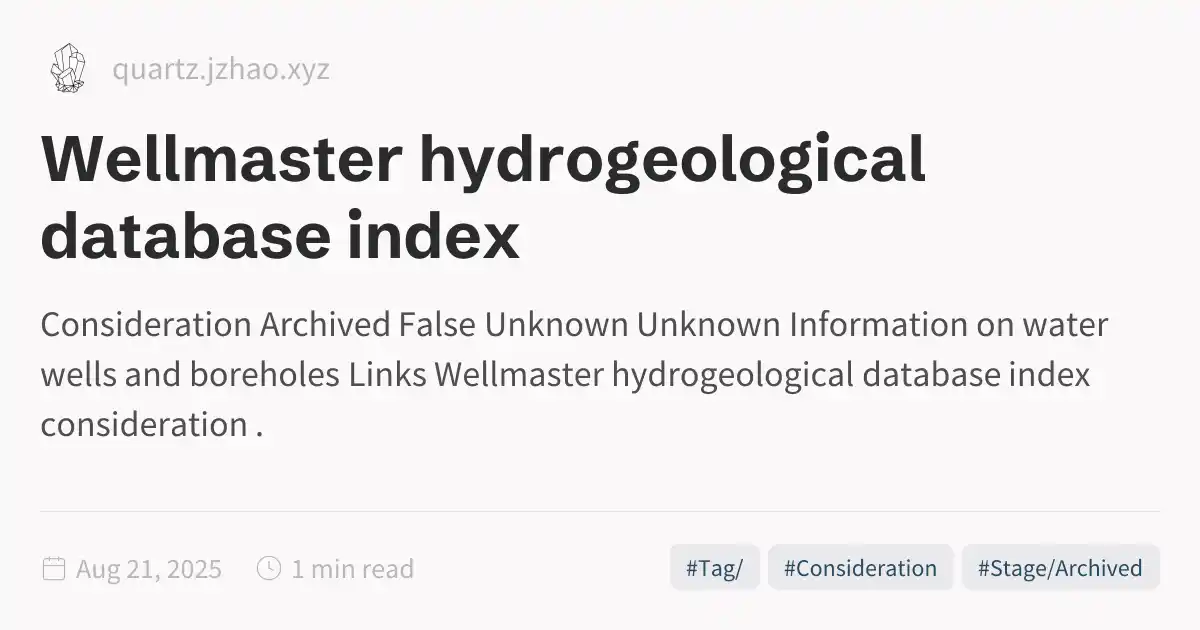 quartz.jzhao.xyz
Wellmaster hydrogeological
database index
Consideration Archived False Unknown Unknown Information on water
wells and boreholes Links Wellmaster hydrogeological database index
consideration .
Aug 21, 2025 1 min read #Tag/ #Consideration #Stage/Archived